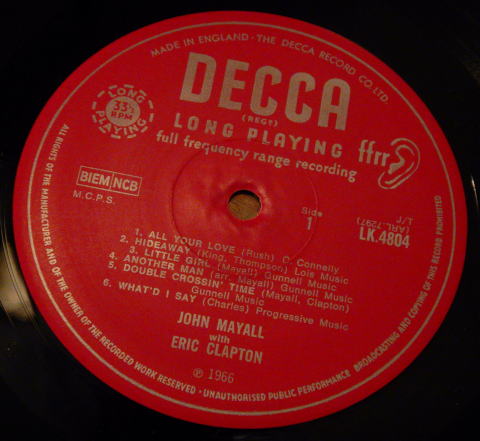 MADE IN ENGLAND · THE DECCA RECORD CO. LTD.
DECCA
(REGD)
LONG PLAYING
33⅓ RPM
LONG PLAYING
ffrr
full frequency range recording
BIEM NCB
M.C.P.S.
Side
1
(ARL.7297)
L/r
LK.4804
1. ALL YOUR LOVE (Rush) C. Connelly
2. HIDEAWAY (King, Thompson) Lois Music
3. LITTLE GIRL (Mayall) Gunnell Music
4. ANOTHER MAN (arr. Mayall) Gunnell Music
5. DOUBLE CROSSIN' TIME (Mayall, Clapton)
Gunnell Music
6. WHAT'D I SAY (Charles) Progressive Music
JOHN MAYALL
with
ERIC CLAPTON
℗ 1966
ALL RIGHTS OF THE MANUFACTURER AND OF THE OWNER OF THE RECORDED WORK RESERVED · UNAUTHORISED PUBLIC PERFORMANCE BROADCASTING AND COPYING OF THIS RECORD PROHIBITED